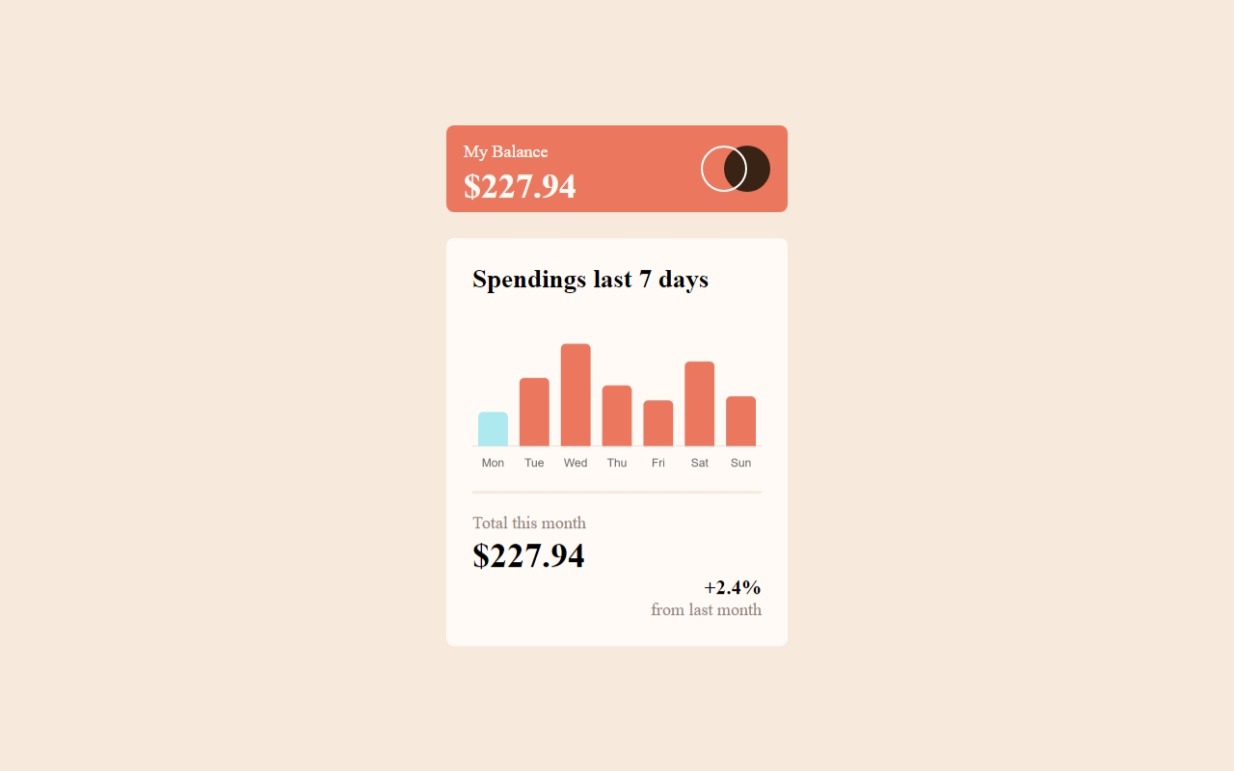 My Balance
$227.94
Spendings last 7 days
Mon Tue Wed Thu Fri Sat Sun
Total this month
$227.94
+2.4%
from last month